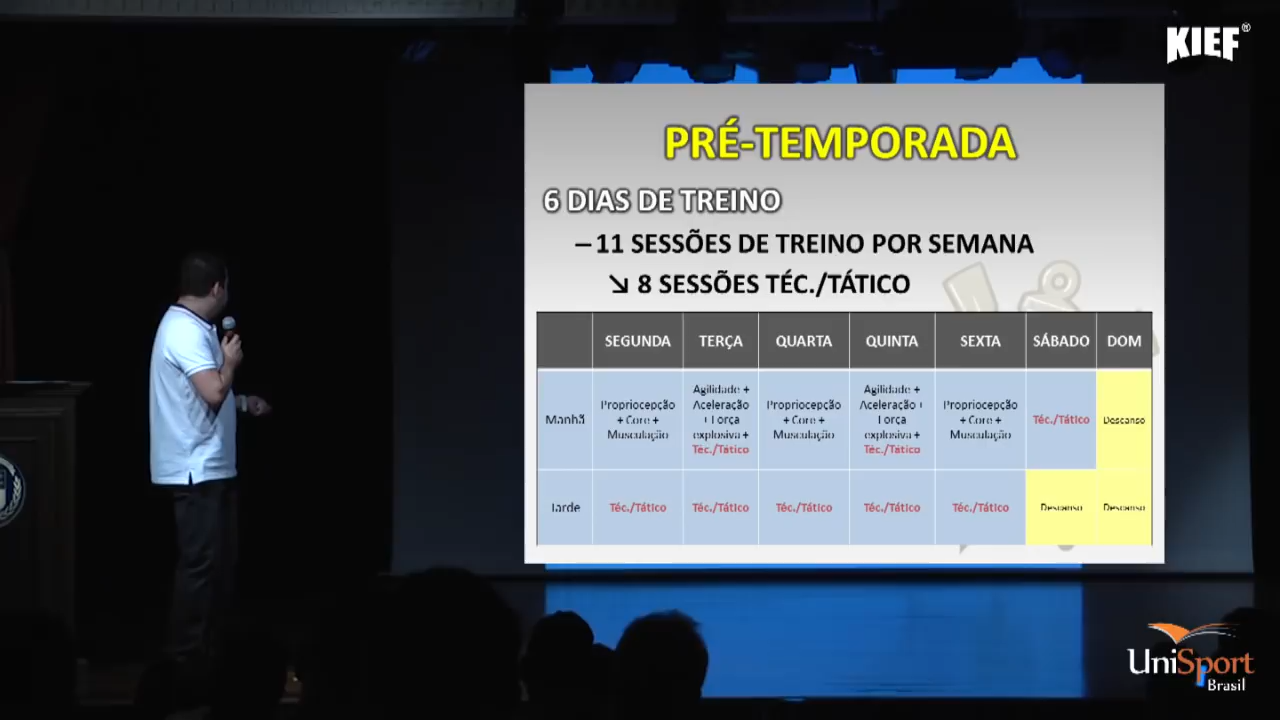 KIEF®
PRÉ-TEMPORADA
6 DIAS DE TREINO
–11 SESSÕES DE TREINO POR SEMANA
↘ 8 SESSÕES TÉC./TÁTICO
SEGUNDA TERÇA QUARTA QUINTA SEXTA SÁBADO DOM
Manhã
Propriocepção
+ Core +
Musculação
Agilidade +
Aceleração
+ Força
explosiva +
Téc./Tático
Propriocepção
+ Core +
Musculação
Agilidade +
Aceleração +
Força
explosiva +
Téc./Tático
Propriocepção
+ Core +
Musculação
Téc./Tático
Descanso
Tarde
Téc./Tático
Téc./Tático
Téc./Tático
Téc./Tático
Téc./Tático
Descanso
Descanso
UniSport
Brasil